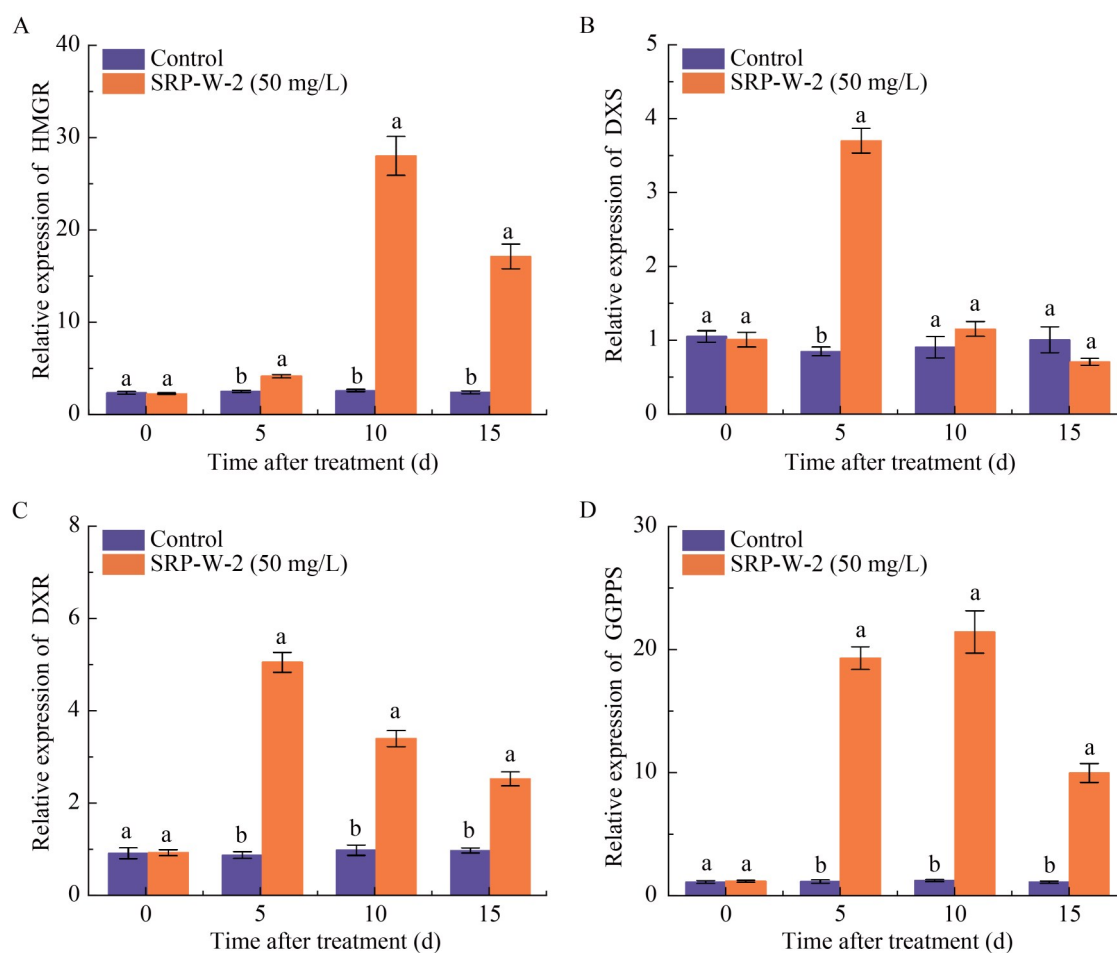 A
Relative expression of HMGR
40
30
20
10
0
Control
SRP-W-2 (50 mg/L)
a a b a b a b a
0 5 10 15
Time after treatment (d)
B
Relative expression of DXS
5
4
3
2
1
0
Control
SRP-W-2 (50 mg/L)
a a b a a a a a
0 5 10 15
Time after treatment (d)
C
Relative expression of DXR
8
6
4
2
0
Control
SRP-W-2 (50 mg/L)
a a b a b a b a
0 5 10 15
Time after treatment (d)
D
Relative expression of GGPPS
30
20
10
0
Control
SRP-W-2 (50 mg/L)
a a b a b a b a
0 5 10 15
Time after treatment (d)